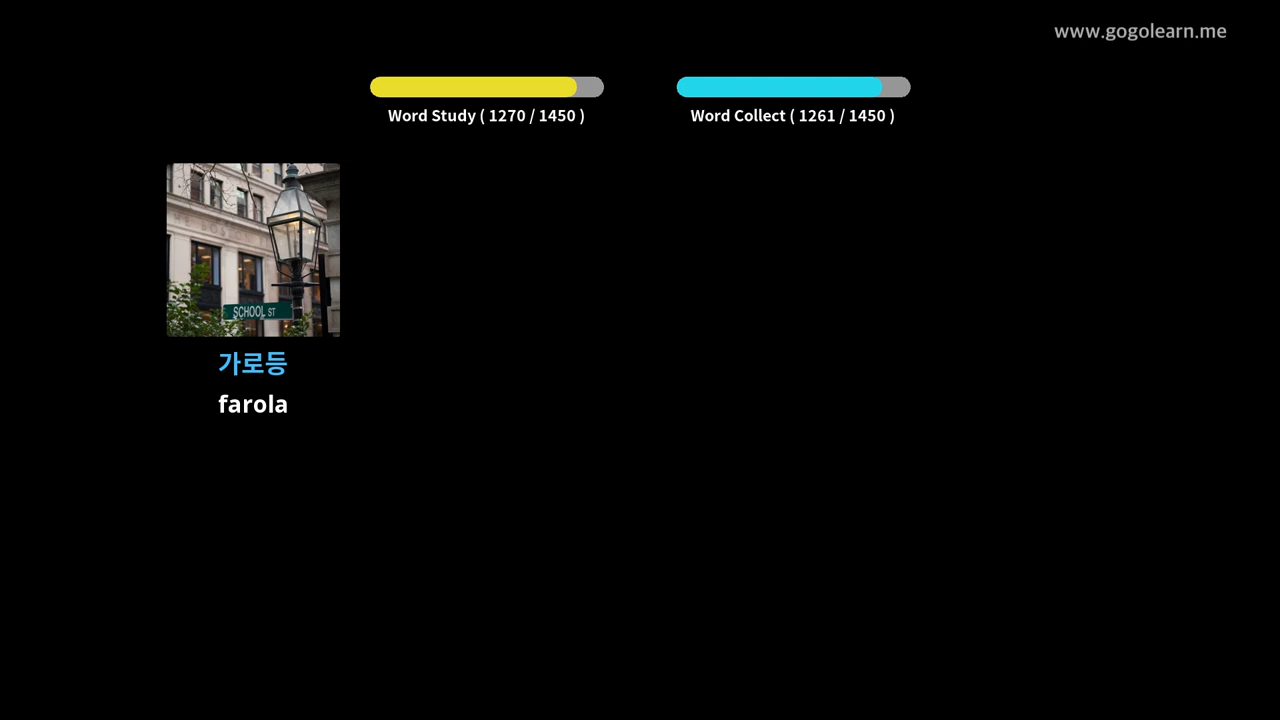 www.gogolearn.me
Word Study ( 1270 / 1450 )
Word Collect ( 1261 / 1450 )
SCHOOL ST
가로등
farola